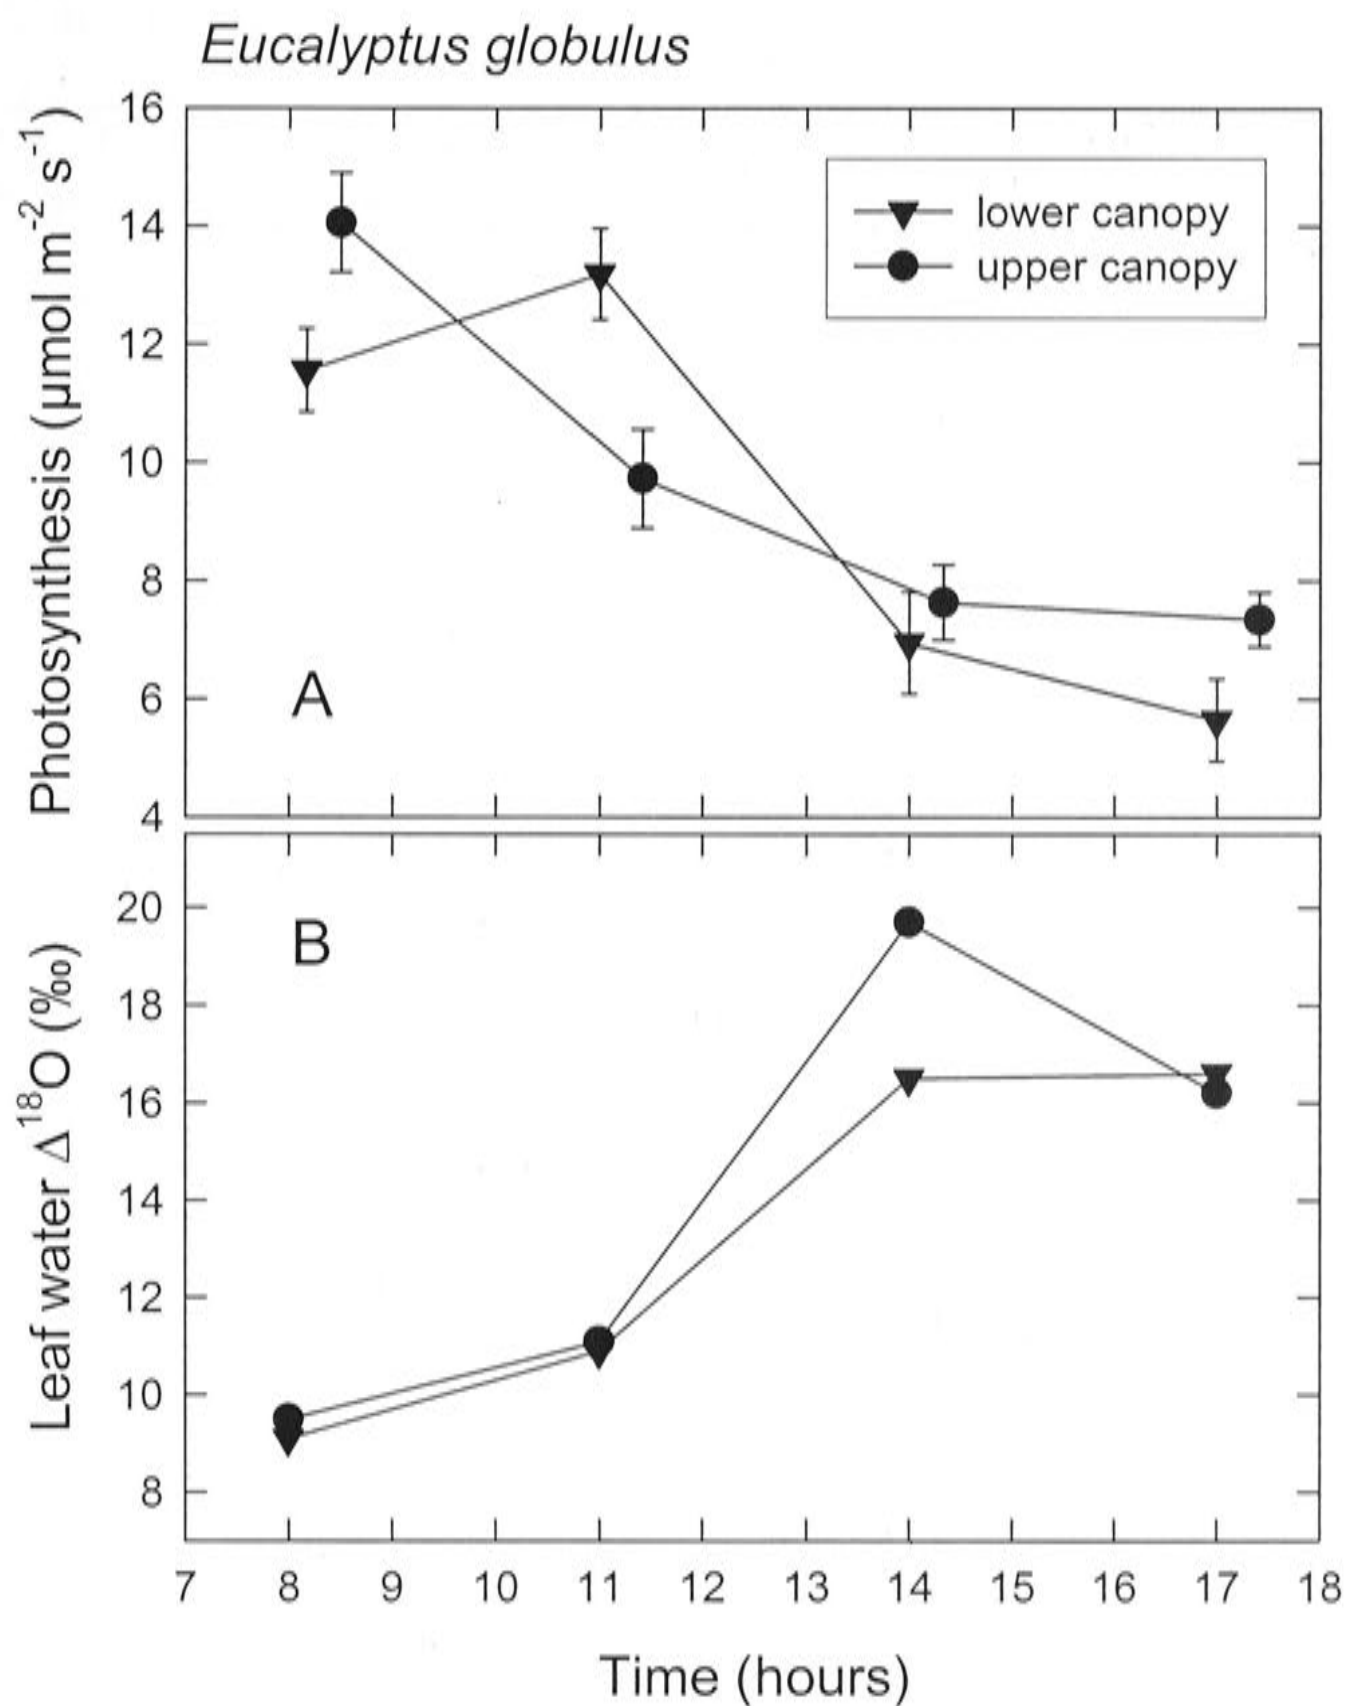 Eucalyptus globulus
Photosynthesis (µmol m⁻² s⁻¹)
16
14
12
10
8
6
4
lower canopy
upper canopy
A
Leaf water Δ¹⁸O (‰)
20
18
16
14
12
10
8
B
7 8 9 10 11 12 13 14 15 16 17 18
Time (hours)